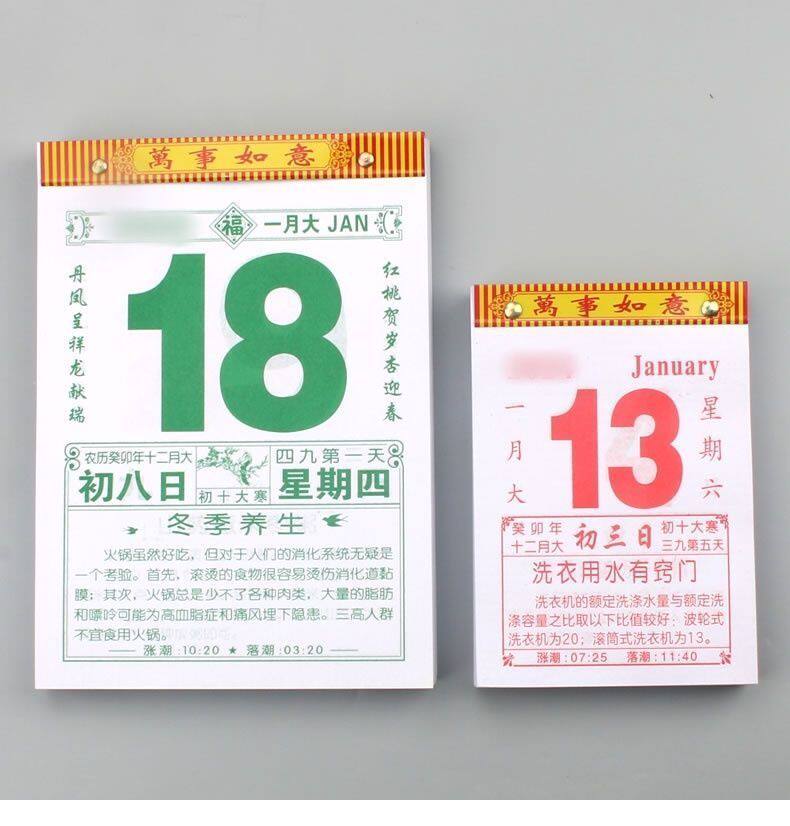 萬事如意
福
一月大 JAN
丹凤呈祥龙献瑞
18
红桃贺岁杏迎春
农历癸卯年十二月大
初八日
初十大寒
四九第一天
星期四
冬季养生
火锅虽然好吃，但对于人们的消化系统无疑是
一个考验。首先，滚烫的食物很容易烫伤消化道黏
膜；其次，火锅总是少不了各种肉类，大量的脂肪
和嘌呤可能为高血脂症和痛风埋下隐患。三高人群
不宜食用火锅。
涨潮:10:20 ★ 落潮:03:20
萬事如意
January
一月大
13
星期六
癸卯年
十二月大
初三日
初十大寒
三九第五天
洗衣用水有窍门
洗衣机的额定洗涤水量与额定洗
涤容量之比取以下比值较好：波轮式
洗衣机为20；滚筒式洗衣机为13。
涨潮:07:25 落潮:11:40